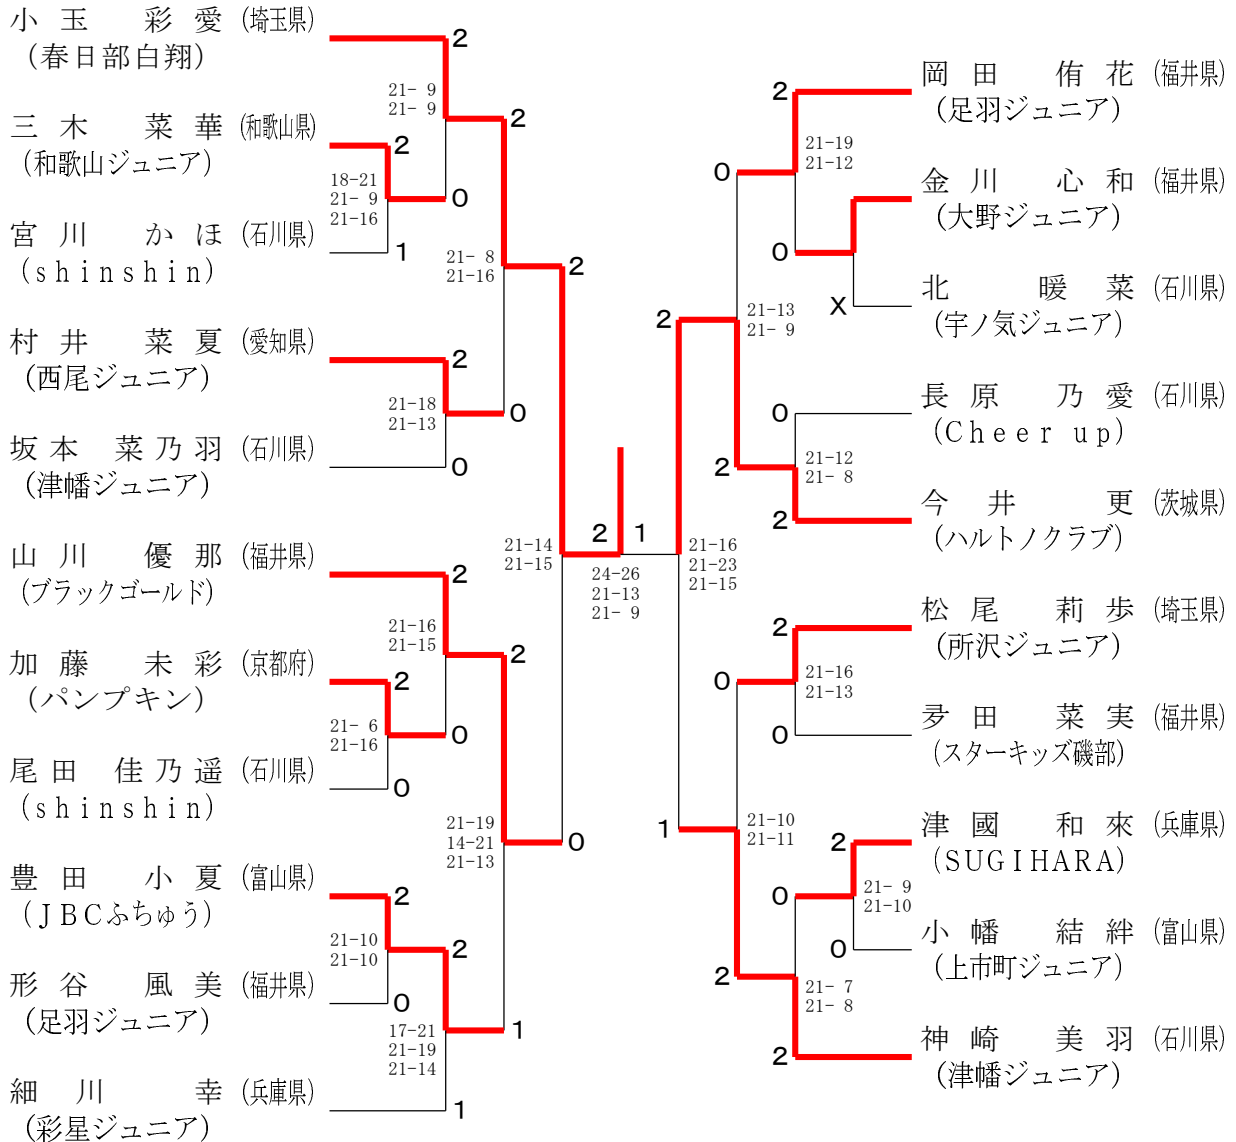 小玉 彩愛 (埼玉県)
(春日部白翔)
三木 菜華 (和歌山県)
(和歌山ジュニア)
宮川 かほ (石川県)
(shinshin)
村井 菜夏 (愛知県)
(西尾ジュニア)
坂本 菜乃羽 (石川県)
(津幡ジュニア)
山川 優那 (福井県)
(ブラックゴールド)
加藤 未彩 (京都府)
(パンプキン)
尾田 佳乃遥 (石川県)
(shinshin)
豊田 小夏 (富山県)
(JBCふちゅう)
形谷 風美 (福井県)
(足羽ジュニア)
細川 幸 (兵庫県)
(彩星ジュニア)
2
21- 9
21- 9
2
2
18-21
21- 9
21-16
0
1
21- 8
21-16
2
2
21-18
21-13
0
0
21-14
21-15
2
21-16
21-15
2
2
21- 6
21-16
0
0
21-19
14-21
21-13
0
2
21-10
21-10
2
0
17-21
21-19
21-14
1
1
2 1
24-26
21-13
21- 9
岡田 侑花 (福井県)
(足羽ジュニア)
金川 心和 (福井県)
(大野ジュニア)
北 暖菜 (石川県)
(宇ノ気ジュニア)
長原 乃愛 (石川県)
(Cheer up)
今井 更 (茨城県)
(ハルトノクラブ)
松尾 莉歩 (埼玉県)
(所沢ジュニア)
夛田 菜実 (福井県)
(スターキッズ磯部)
津國 和來 (兵庫県)
(SUGIHARA)
小幡 結絆 (富山県)
(上市町ジュニア)
神崎 美羽 (石川県)
(津幡ジュニア)
2
21-19
21-12
0
0
X
2
21-13
21- 9
0
21-12
21- 8
2
2
21-16
21-23
21-15
2
21-16
21-13
0
0
1
21-10
21-11
2
21- 9
21-10
0
0
2
21- 7
21- 8
2